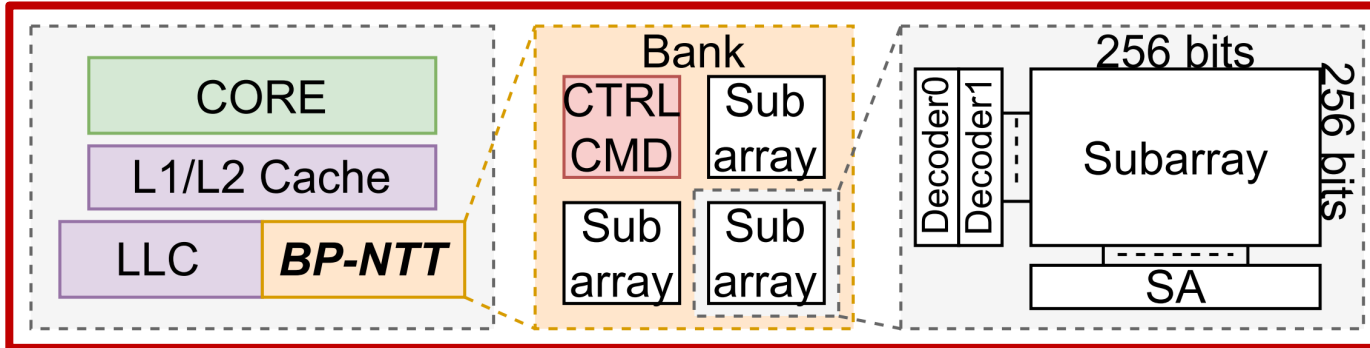 CORE
L1/L2 Cache
LLC
BP-NTT
Bank
CTRL
CMD
Sub
array
Sub
array
Sub
array
256 bits
256 bits
Decoder0
Decoder1
Subarray
SA